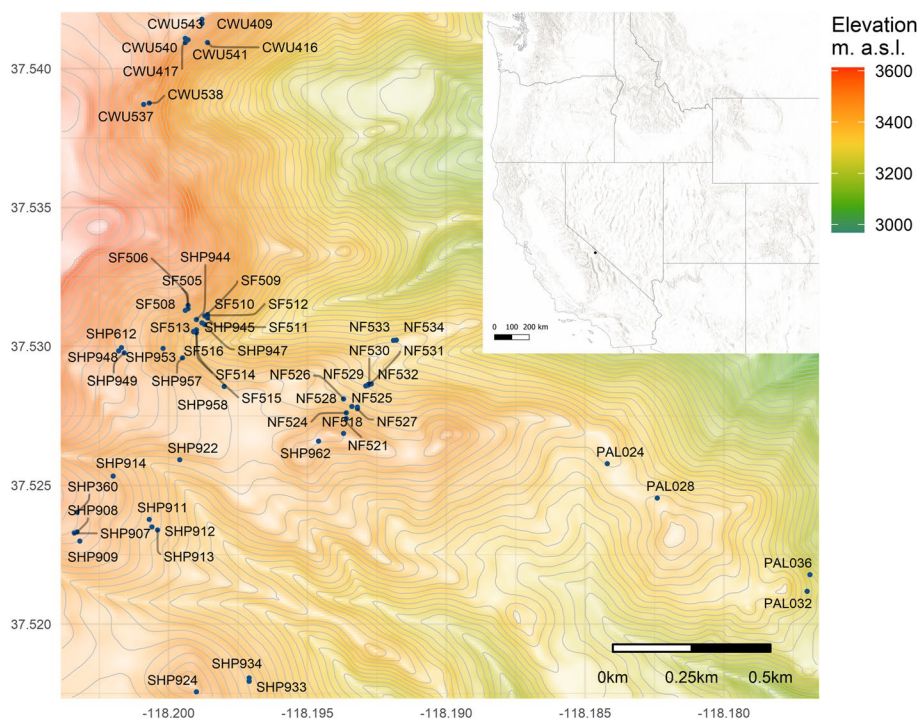 Elevation
m. a.s.l.
3600
3400
3200
3000
37.540
37.535
37.530
37.525
37.520
-118.200
-118.195
-118.190
-118.185
-118.180
CWU543
CWU409
CWU540
CWU541
CWU416
CWU417
CWU538
CWU537
0 100 200 km
SF506
SHP944
SF505
SF509
SF508
SF510
SF512
SHP612
SF513
SHP945
SF511
NF533
NF534
SHP948
SHP953
SF516
SHP947
NF530
NF531
SHP949
SHP957
SF514
NF526
NF529
NF532
SHP958
SF515
NF528
NF525
NF524
NF518
NF527
SHP922
SHP962
NF521
SHP914
PAL024
SHP360
PAL028
SHP908
SHP911
SHP907
SHP912
SHP909
SHP913
PAL036
PAL032
SHP934
SHP924
SHP933
0km 0.25km 0.5km